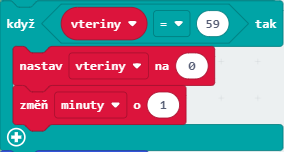 když vteriny = 59 tak
nastav vteriny na 0
změň minuty o 1